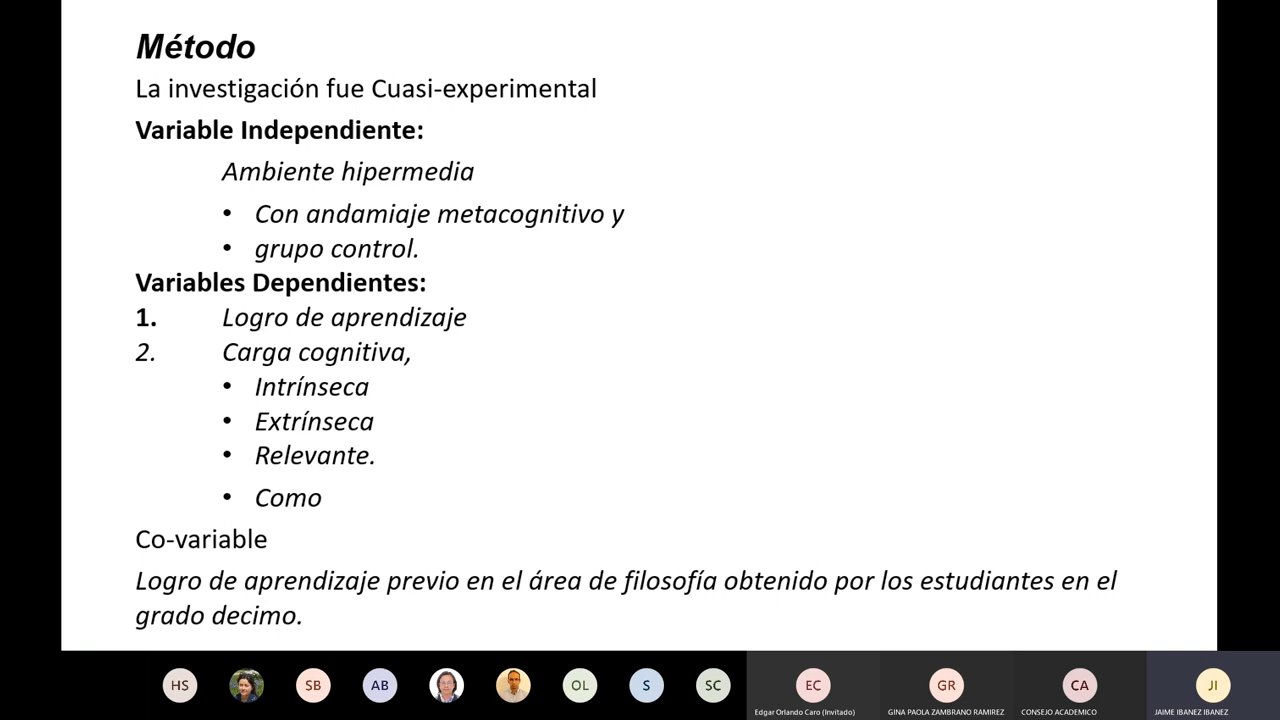 Método
La investigación fue Cuasi-experimental
Variable Independiente:
Ambiente hipermedia
• Con andamiaje metacognitivo y
• grupo control.
Variables Dependientes:
1. Logro de aprendizaje
2. Carga cognitiva,
• Intrínseca
• Extrínseca
• Relevante.
• Como
Co-variable
Logro de aprendizaje previo en el área de filosofía obtenido por los estudiantes en el
grado decimo.
HS SB AB OL S SC EC GR CA JI
Edgar Orlando Caro (Invitado) GINA PAOLA ZAMBRANO RAMIREZ CONSEJO ACADEMICO JAIME IBANEZ IBANEZ